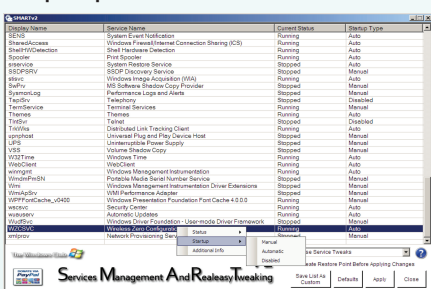 SMARTv2
Display Name Service Name Current Status Startup Type
SENS System Event Notification Running Auto
SharedAccess Windows Firewall/Internet Connection Sharing (ICS) Running Auto
ShellHWDetection Shell Hardware Detection Running Auto
Spooler Print Spooler Running Auto
srservice System Restore Service Running Auto
SSDPSRV SSDP Discovery Service Stopped Manual
stisvc Windows Image Acquisition (WIA) Running Auto
SwPrv MS Software Shadow Copy Provider Stopped Manual
SysmonLog Performance Logs and Alerts Stopped Manual
TapiSrv Telephony Stopped Disabled
TermService Terminal Services Running Manual
Themes Themes Running Auto
TlntSvr Telnet Stopped Disabled
TrkWks Distributed Link Tracking Client Running Auto
upnphost Universal Plug and Play Device Host Stopped Manual
UPS Uninterruptible Power Supply Stopped Manual
VSS Volume Shadow Copy Stopped Manual
W32Time Windows Time Running Auto
WebClient WebClient Running Auto
winmgmt Windows Management Instrumentation Running Auto
WmdmPmSN Portable Media Serial Number Service Stopped Manual
Wmi Windows Management Instrumentation Driver Extensions Stopped Manual
WmiApSrv WMI Performance Adapter Stopped Manual
WPFFontCache_v0400 Windows Presentation Foundation Font Cache 4.0.0.0 Stopped Manual
wscsvc Security Center Running Auto
wuauserv Automatic Updates Running Auto
WudfSvc Windows Driver Foundation - User-mode Driver Framework Stopped Manual
WZCSVC Wireless Zero Configuratio Running Auto
xmlprov Network Provisioning Serv Stopped Manual
Status
Startup
Additional Info
Manual
Automatic
Disabled
The Windows Club
se Service Tweaks
reate Restore Point Before Applying Changes
PayPal
Services Management And Realeasy Tweaking
Save List As Custom
Defaults
Apply
Close